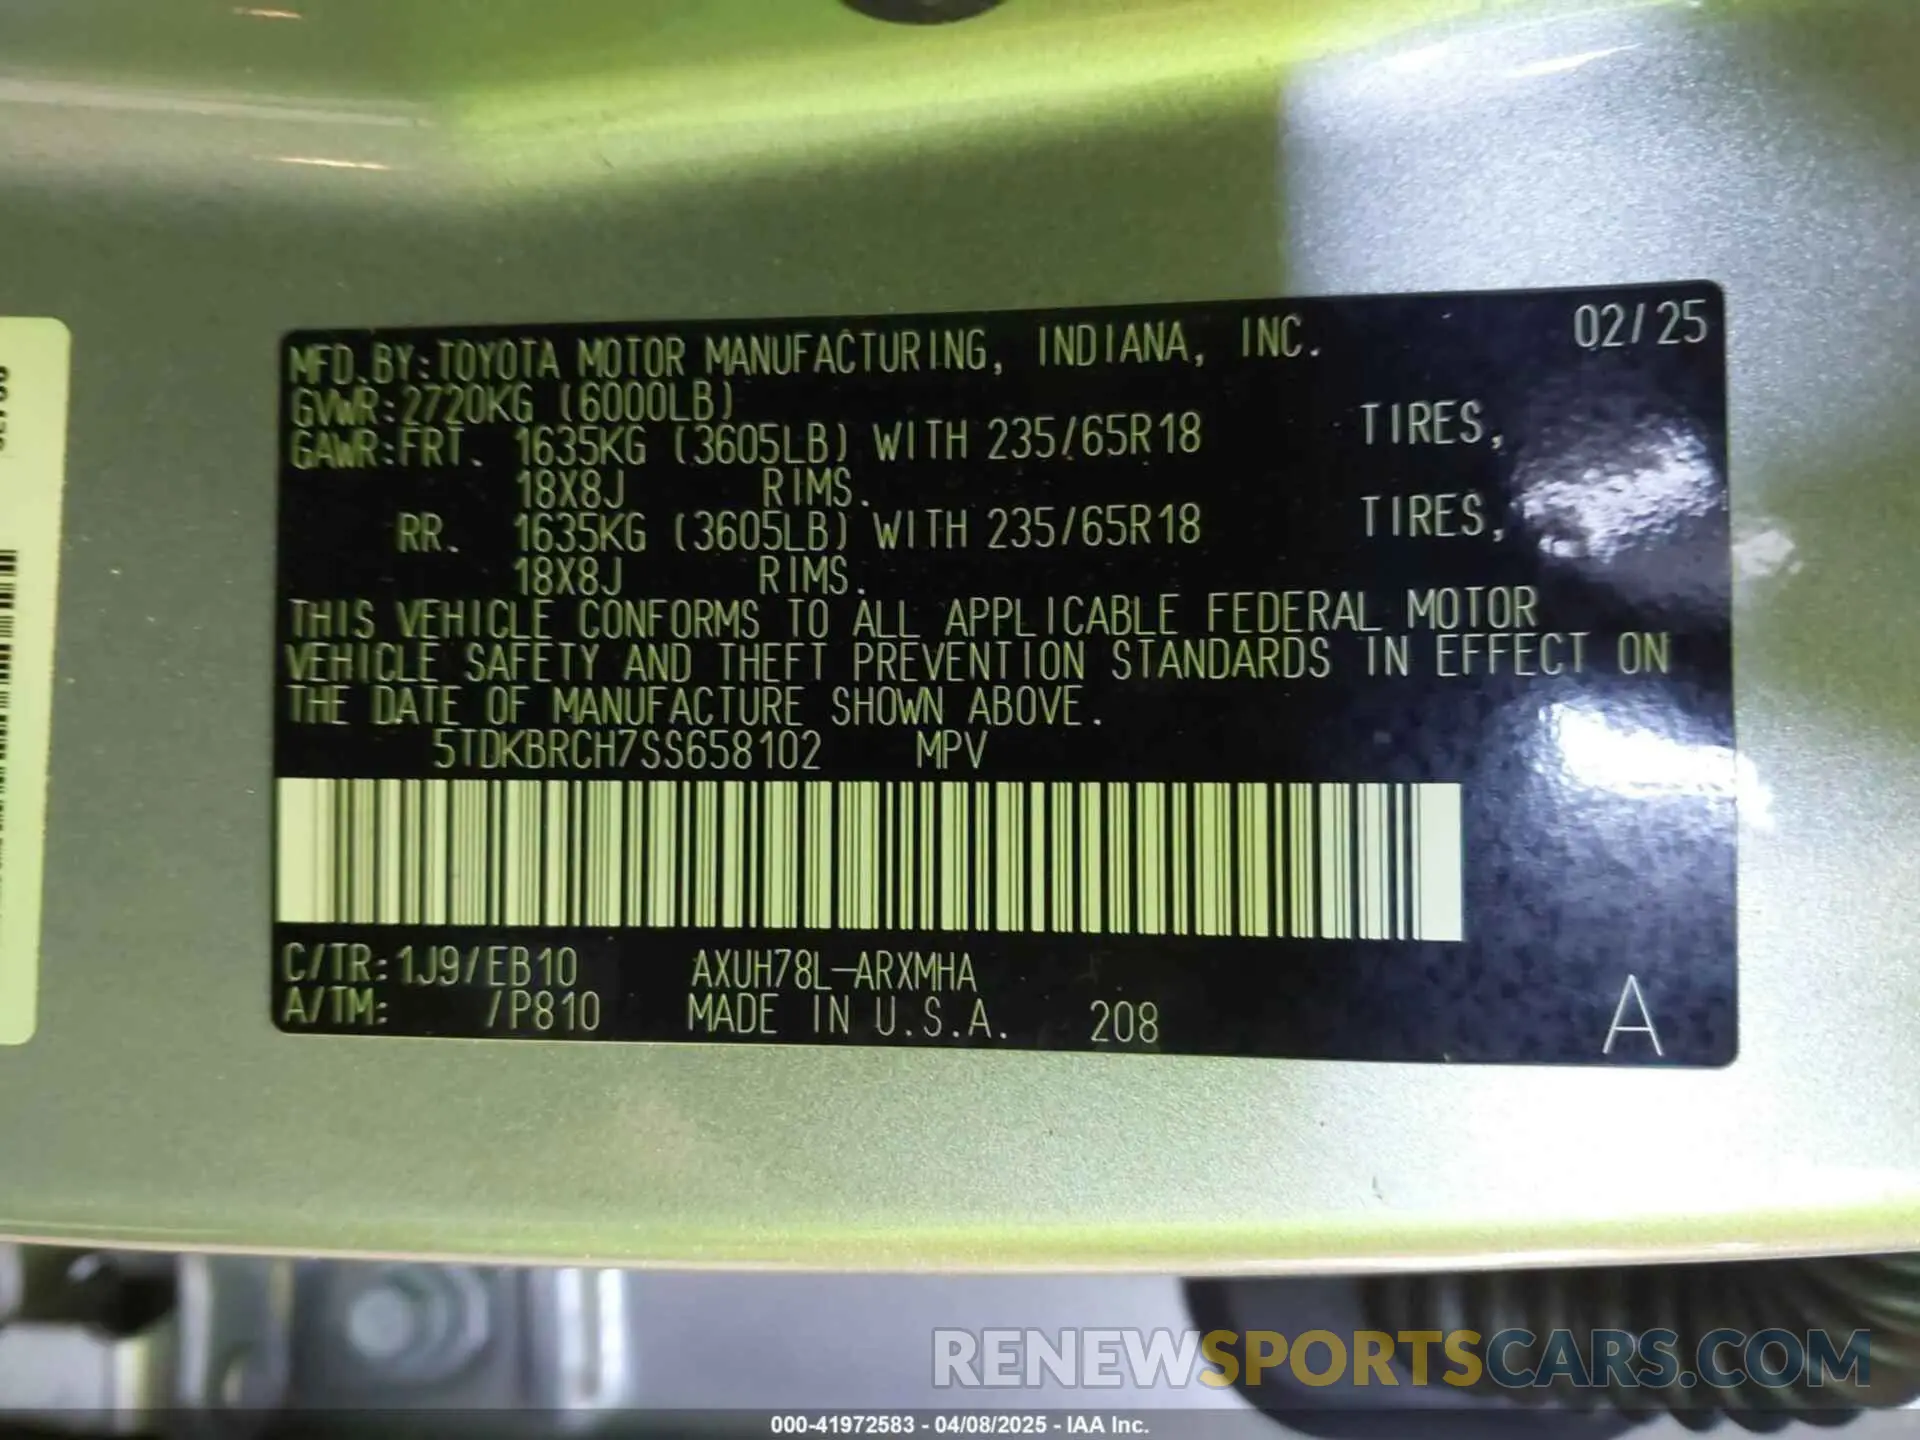 MFD.BY:TOYOTA MOTOR MANUFACTURING, INDIANA, INC. 02/25
GVWR:2720KG (6000LB)
GAWR:FRT. 1635KG (3605LB) WITH 235/65R18 TIRES,
18X8J RIMS.
RR. 1635KG (3605LB) WITH 235/65R18 TIRES,
18X8J RIMS.
THIS VEHICLE CONFORMS TO ALL APPLICABLE FEDERAL MOTOR
VEHICLE SAFETY AND THEFT PREVENTION STANDARDS IN EFFECT ON
THE DATE OF MANUFACTURE SHOWN ABOVE.
5TDKBRCH7SS658102 MPV
C/TR:1J9/EB10 AXUH78L-ARXMHA
A/TM: /P810 MADE IN U.S.A. 208 A
RENEWSPORTSCARS.COM
000-41972583 - 04/08/2025 - IAA Inc.